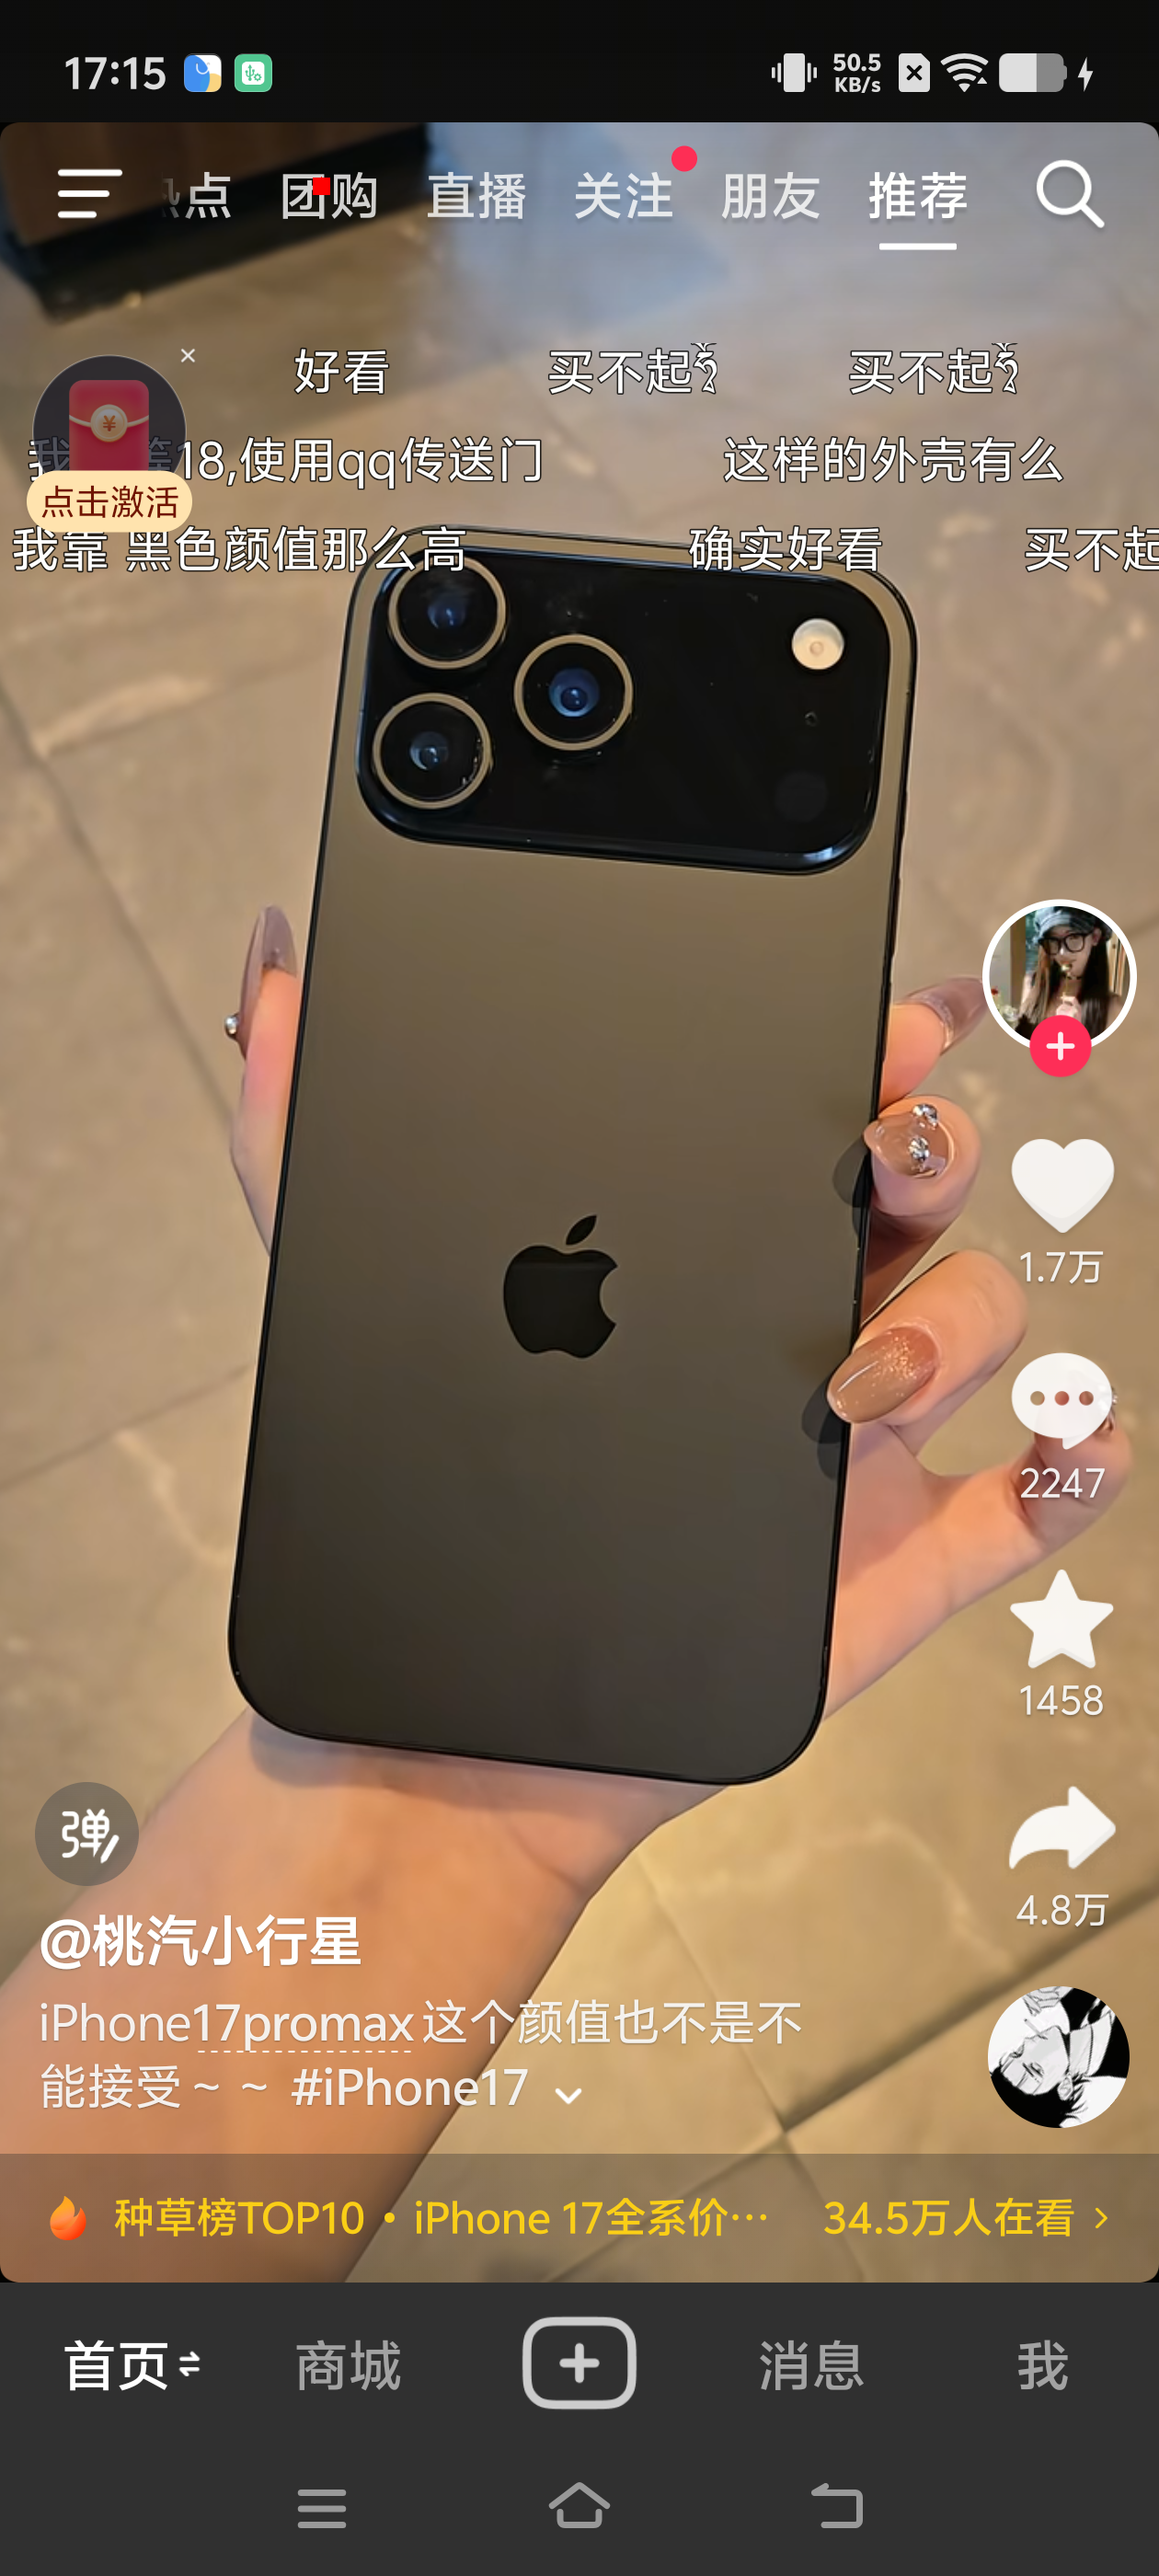 17:15
50.5
KB/s
点 团购 直播 关注 朋友 推荐
好看 买不起 买不起
18,使用qq传送门 这样的外壳有么
点击激活
我靠 黑色颜值那么高 确实好看 买不起
1.7万
2247
1458
弹
4.8万
@桃汽小行星
iPhone17promax 这个颜值也不是不
能接受~ ~ #iPhone17
种草榜TOP10 • iPhone 17全系价… 34.5万人在看
首页 商城 消息 我